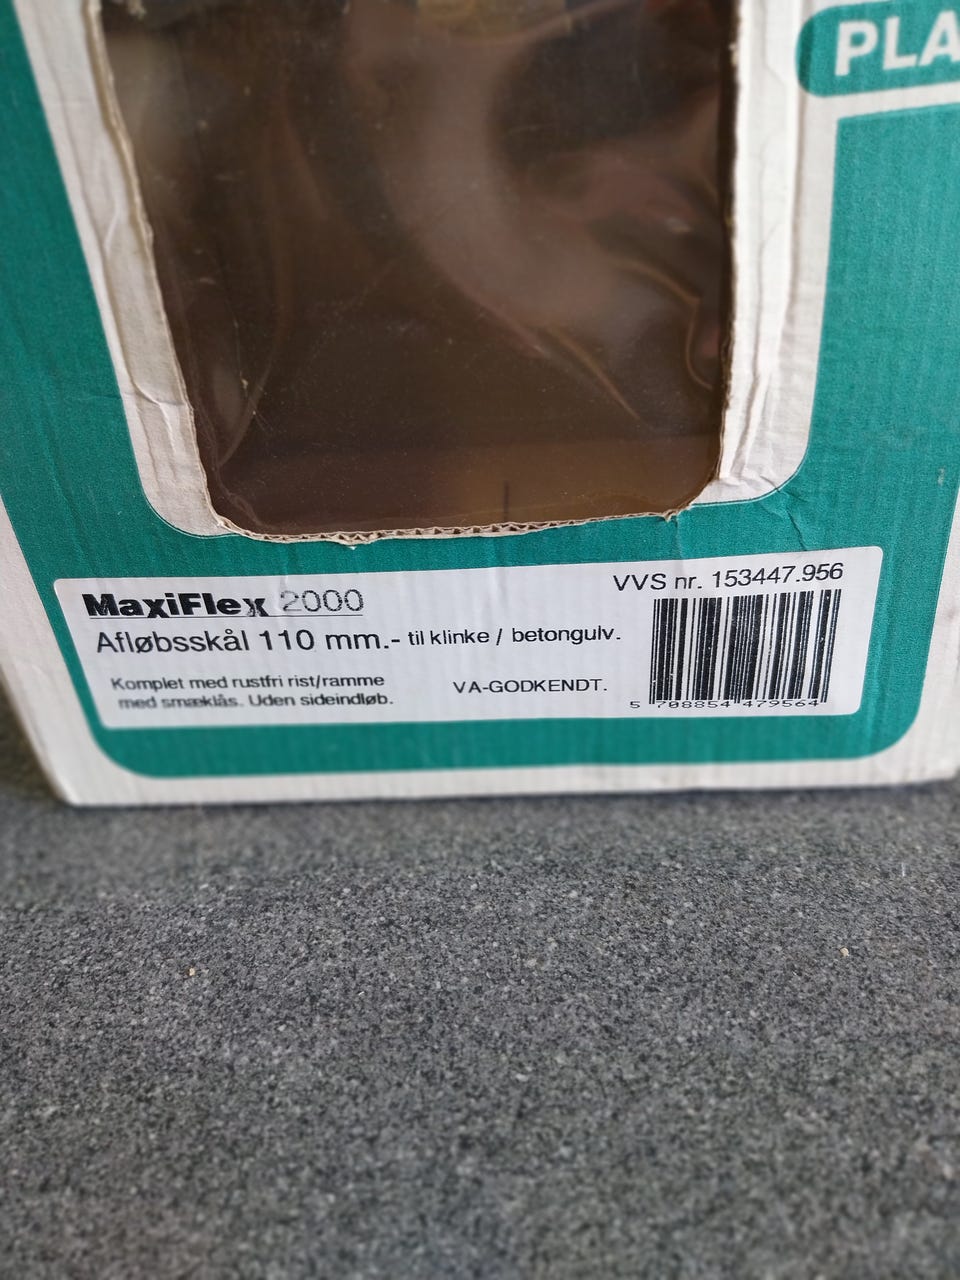 PLA
VVS nr. 153447.956
MaxiFlex 2000
Afløbsskål 110 mm.- til klinke / betongulv.
Komplet med rustfri rist/ramme
med smæklås. Uden sideindløb.
VA-GODKENDT.
5 708854 479564